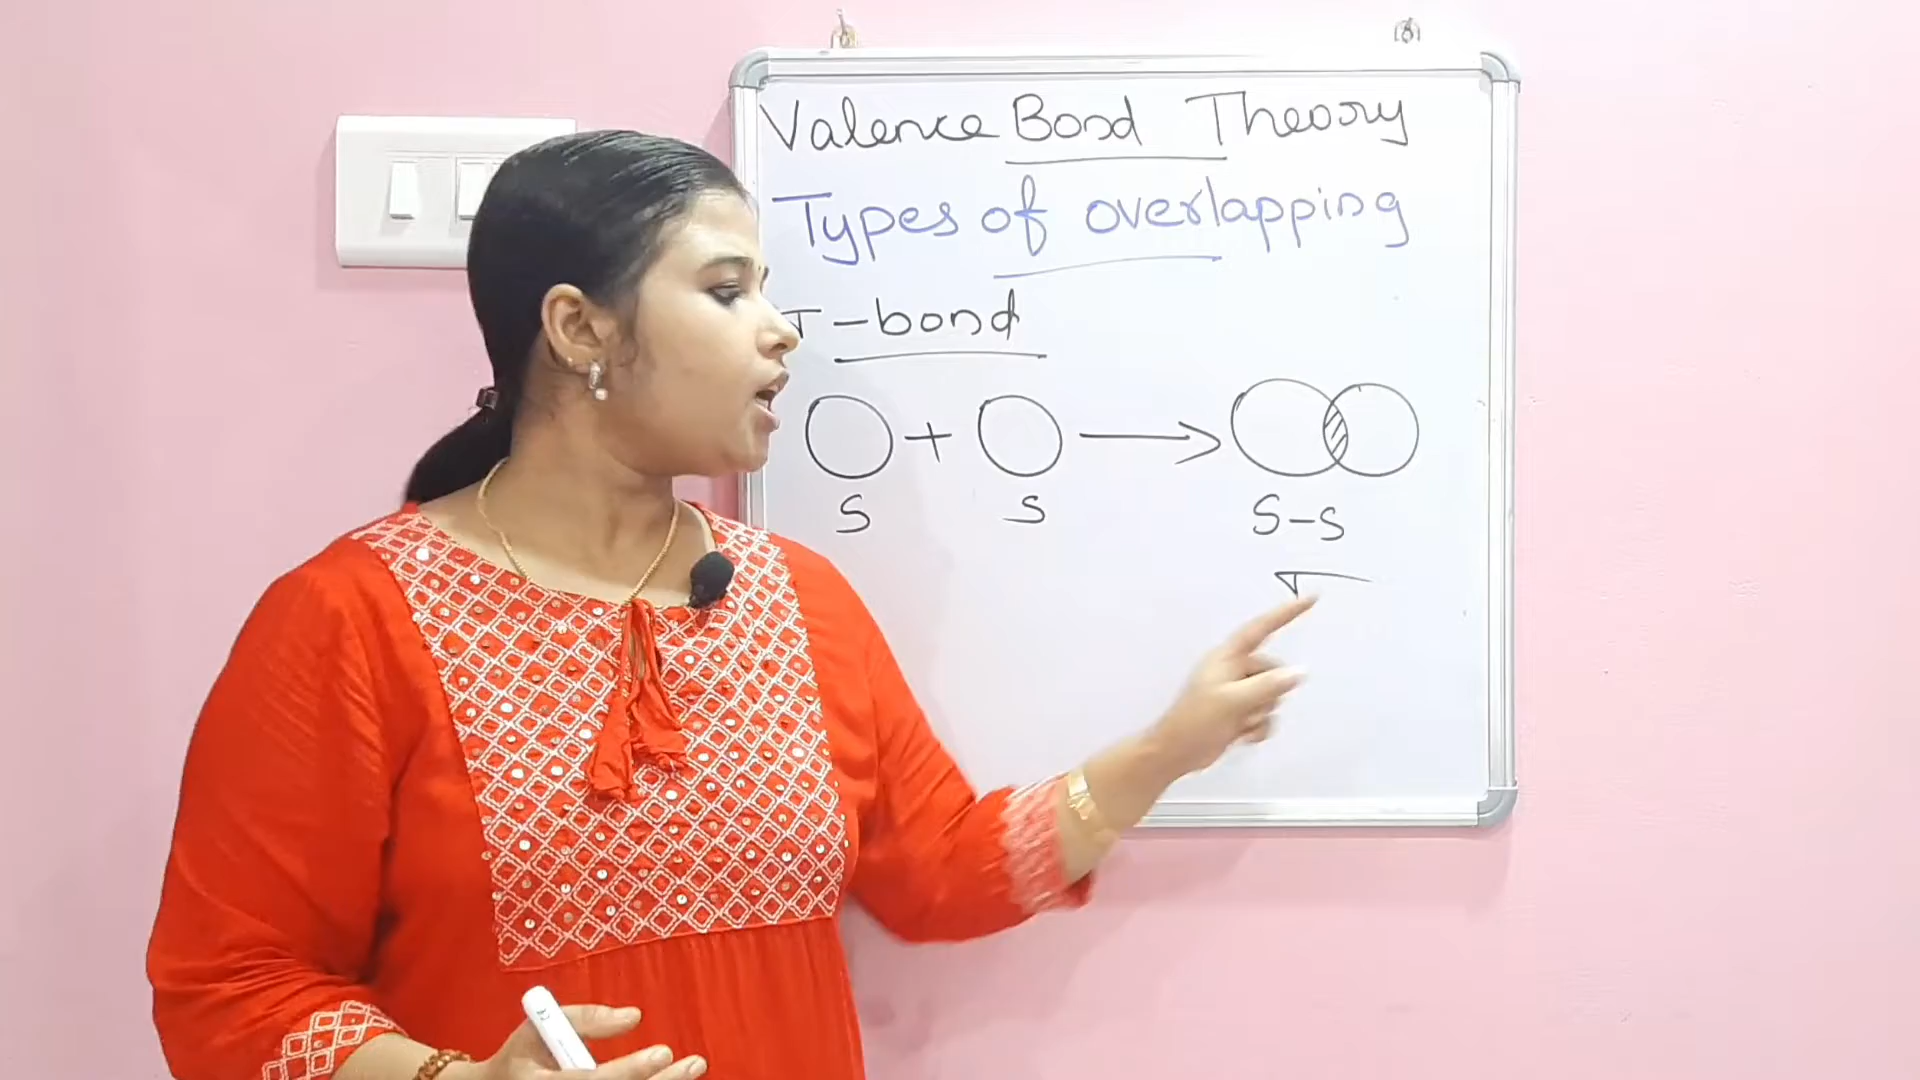 Valence Bond Theory
Types of overlapping
-bond
+
S S S-S